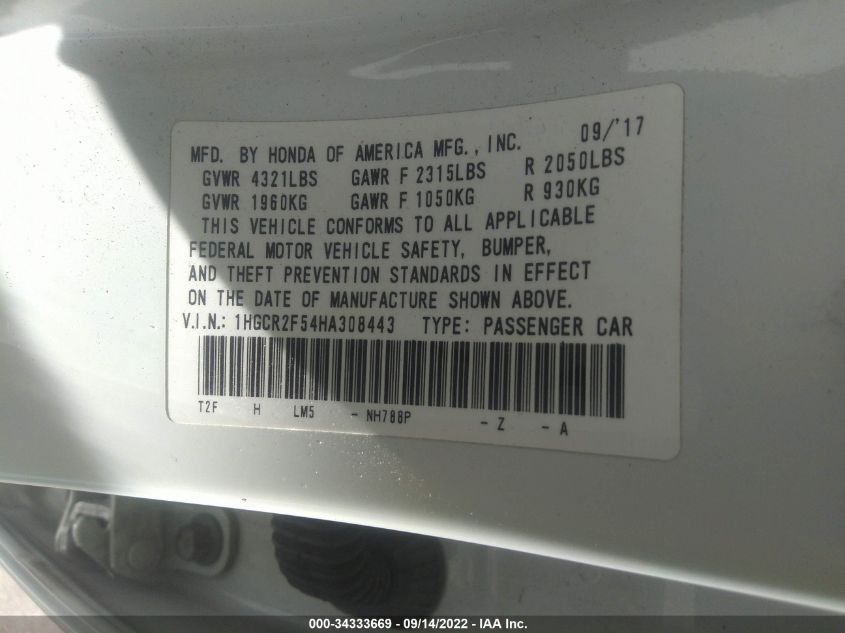 09/'17
MFD. BY HONDA OF AMERICA MFG., INC.
GVWR 4321LBS GAWR F 2315LBS R 2050LBS
GVWR 1960KG GAWR F 1050KG R 930KG
THIS VEHICLE CONFORMS TO ALL APPLICABLE
FEDERAL MOTOR VEHICLE SAFETY, BUMPER,
AND THEFT PREVENTION STANDARDS IN EFFECT
ON THE DATE OF MANUFACTURE SHOWN ABOVE.
V.I.N.: 1HGCR2F54HA308443 TYPE: PASSENGER CAR
T2F H LM5 - NH788P - Z - A
000-34333669 - 09/14/2022 - IAA Inc.